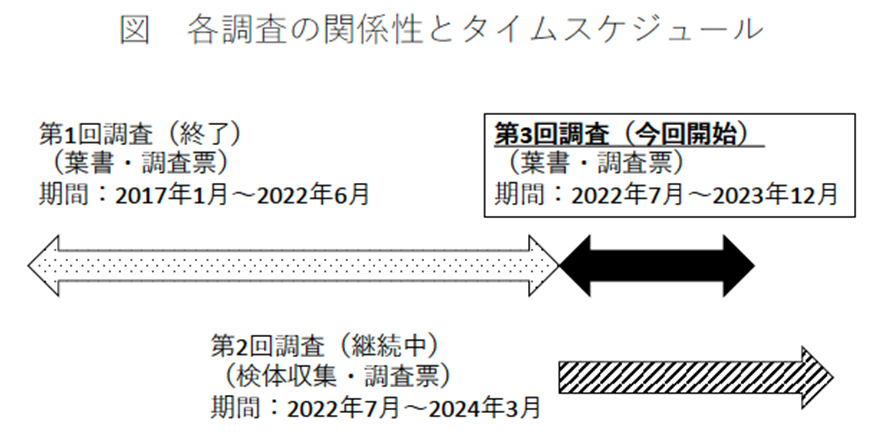 図　各調査の関係性とタイムスケジュール
第1回調査（終了）
（葉書・調査票）
期間：2017年1月～2022年6月
第3回調査（今回開始）
（葉書・調査票）
期間：2022年7月～2023年12月
第2回調査（継続中）
（検体収集・調査票）
期間：2022年7月～2024年3月